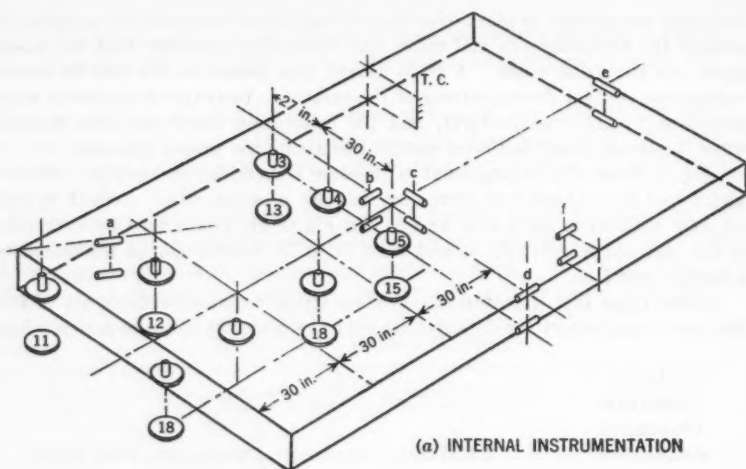 e
T. C.
27 in.
30 in.
3
b
c
4
13
a
5
15
d
12
18
30 in.
11
30 in.
30 in.
18
(a) INTERNAL INSTRUMENTATION